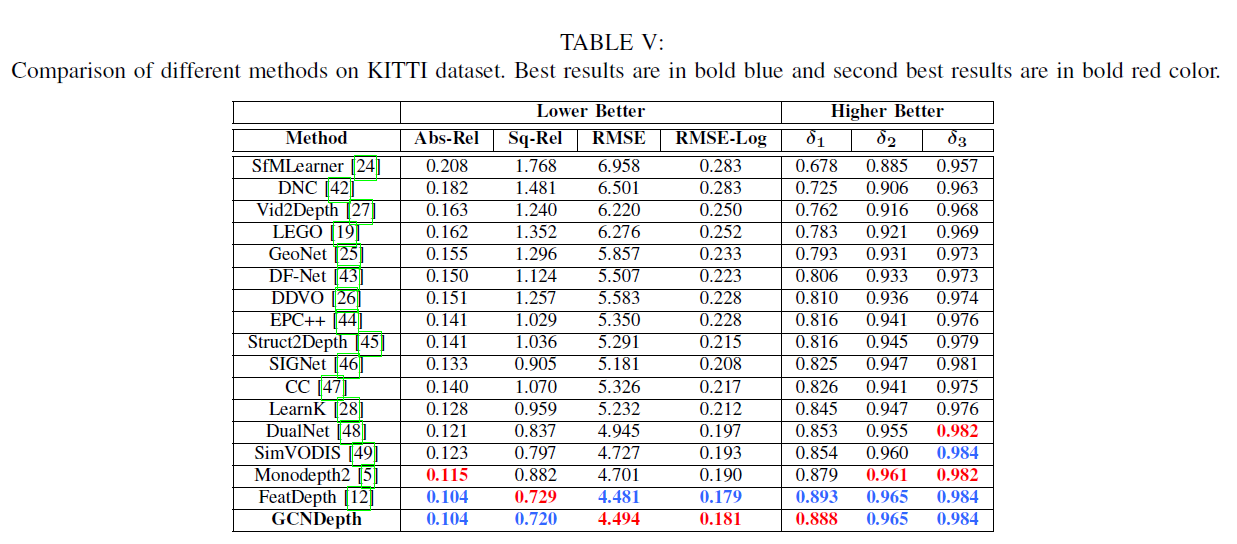 TABLE V:
Comparison of different methods on KITTI dataset. Best results are in bold blue and second best results are in bold red color.
Lower Better Higher Better
Method Abs-Rel Sq-Rel RMSE RMSE-Log δ1 δ2 δ3
SfMLearner [24] 0.208 1.768 6.958 0.283 0.678 0.885 0.957
DNC [42] 0.182 1.481 6.501 0.283 0.725 0.906 0.963
Vid2Depth [27] 0.163 1.240 6.220 0.250 0.762 0.916 0.968
LEGO [19] 0.162 1.352 6.276 0.252 0.783 0.921 0.969
GeoNet [25] 0.155 1.296 5.857 0.233 0.793 0.931 0.973
DF-Net [43] 0.150 1.124 5.507 0.223 0.806 0.933 0.973
DDVO [26] 0.151 1.257 5.583 0.228 0.810 0.936 0.974
EPC++ [44] 0.141 1.029 5.350 0.228 0.816 0.941 0.976
Struct2Depth [45] 0.141 1.036 5.291 0.215 0.816 0.945 0.979
SIGNet [46] 0.133 0.905 5.181 0.208 0.825 0.947 0.981
CC [47] 0.140 1.070 5.326 0.217 0.826 0.941 0.975
LearnK [28] 0.128 0.959 5.232 0.212 0.845 0.947 0.976
DualNet [48] 0.121 0.837 4.945 0.197 0.853 0.955 0.982
SimVODIS [49] 0.123 0.797 4.727 0.193 0.854 0.960 0.984
Monodepth2 [5] 0.115 0.882 4.701 0.190 0.879 0.961 0.982
FeatDepth [12] 0.104 0.729 4.481 0.179 0.893 0.965 0.984
GCNDepth 0.104 0.720 4.494 0.181 0.888 0.965 0.984